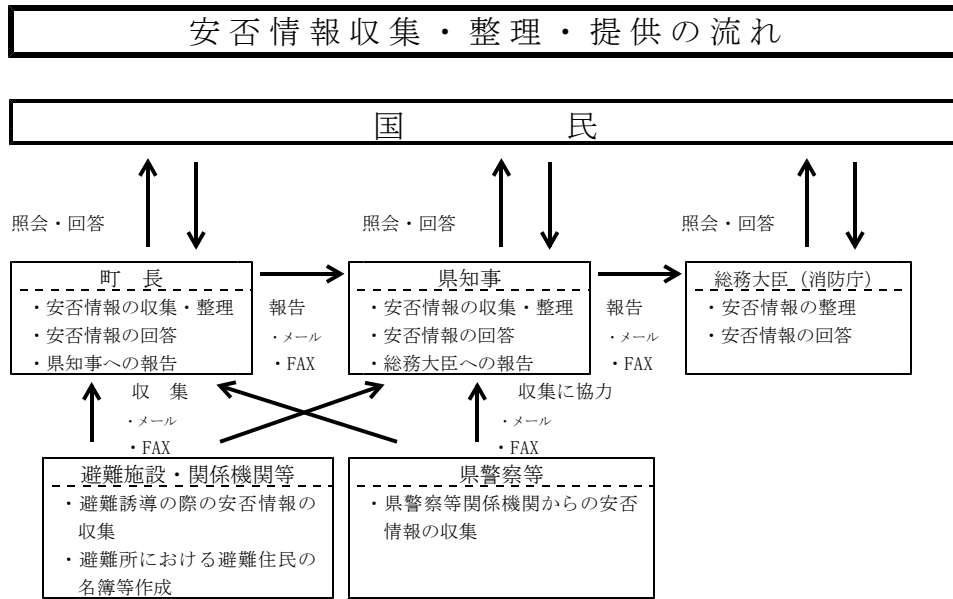 安否情報収集・整理・提供の流れ
国　　　　民
照会・回答
照会・回答
照会・回答
町　長
・安否情報の収集・整理
・安否情報の回答
・県知事への報告
報告
・メール
・FAX
県知事
・安否情報の収集・整理
・安否情報の回答
・総務大臣への報告
報告
・メール
・FAX
総務大臣（消防庁）
・安否情報の整理
・安否情報の回答
収　集
・メール
・FAX
収集に協力
・メール
・FAX
避難施設・関係機関等
・避難誘導の際の安否情報の
収集
・避難所における避難住民の
名簿等作成
県警察等
・県警察等関係機関からの安否
情報の収集